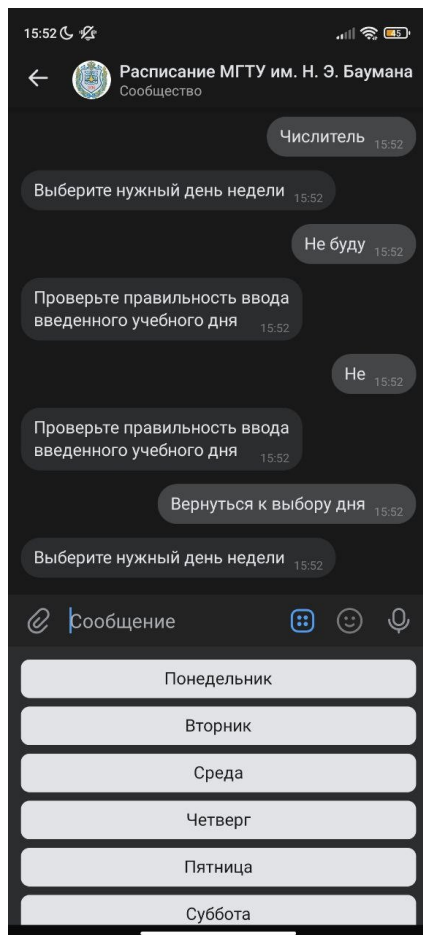 15:52
45
Расписание МГТУ им. Н. Э. Баумана
Сообщество
Числитель 15:52
Выберите нужный день недели 15:52
Не буду 15:52
Проверьте правильность ввода
введенного учебного дня 15:52
Не 15:52
Проверьте правильность ввода
введенного учебного дня 15:52
Вернуться к выбору дня 15:52
Выберите нужный день недели 15:52
Сообщение
Понедельник
Вторник
Среда
Четверг
Пятница
Суббота